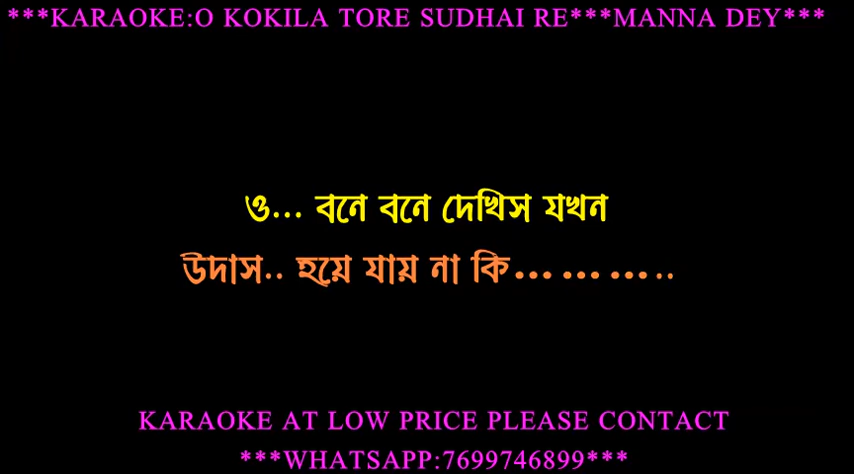 ***KARAOKE:O KOKILA TORE SUDHAI RE***MANNA DEY***
ও... বনে বনে দেখিস যখন
উদাস.. হয়ে যায় না কি... ... ... ..
KARAOKE AT LOW PRICE PLEASE CONTACT
***WHATSAPP:7699746899***